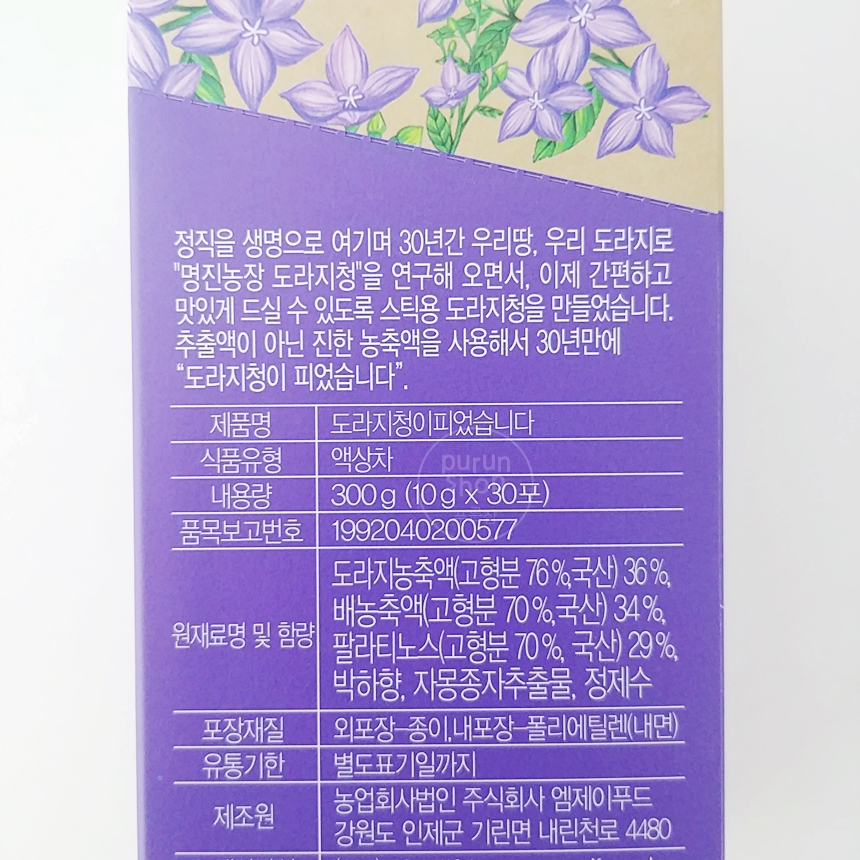 정직을 생명으로 여기며 30년간 우리땅, 우리 도라지로
"명진농장 도라지청"을 연구해 오면서, 이제 간편하고
맛있게 드실 수 있도록 스틱용 도라지청을 만들었습니다.
추출액이 아닌 진한 농축액을 사용해서 30년만에
“도라지청이 피었습니다”.
제품명 도라지청이피었습니다
식품유형 액상차
purun
shop
내용량 300g (10g x 30포)
품목보고번호 1992040200577
원재료명 및 함량 도라지농축액(고형분 76%,국산) 36%,
배농축액(고형분 70%,국산) 34%,
팔라티노스(고형분 70%, 국산) 29%,
박하향, 자몽종자추출물, 정제수
포장재질 외포장-종이,내포장-폴리에틸렌(내면)
유통기한 별도표기일까지
제조원 농업회사법인 주식회사 엠제이푸드
강원도 인제군 기린면 내린천로 4480